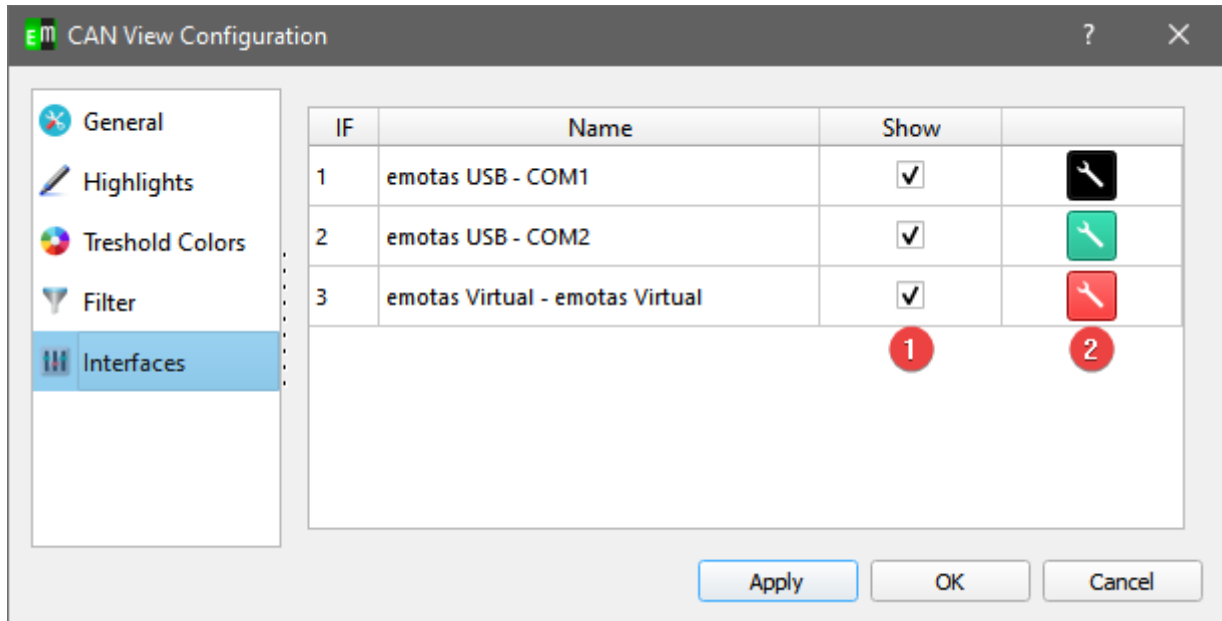 Em CAN View Configuration ? ×
General
Highlights
Treshold Colors
Filter
Interfaces
IF Name Show
1 emotas USB - COM1
2 emotas USB - COM2
3 emotas Virtual - emotas Virtual
1 2
Apply OK Cancel